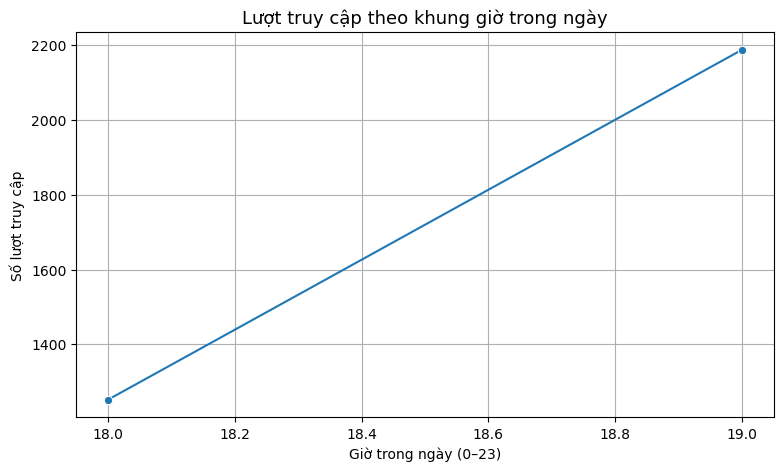 Lượt truy cập theo khung giờ trong ngày
2200
2000
1800
1600
1400
Số lượt truy cập
18.0 18.2 18.4 18.6 18.8 19.0
Giờ trong ngày (0–23)